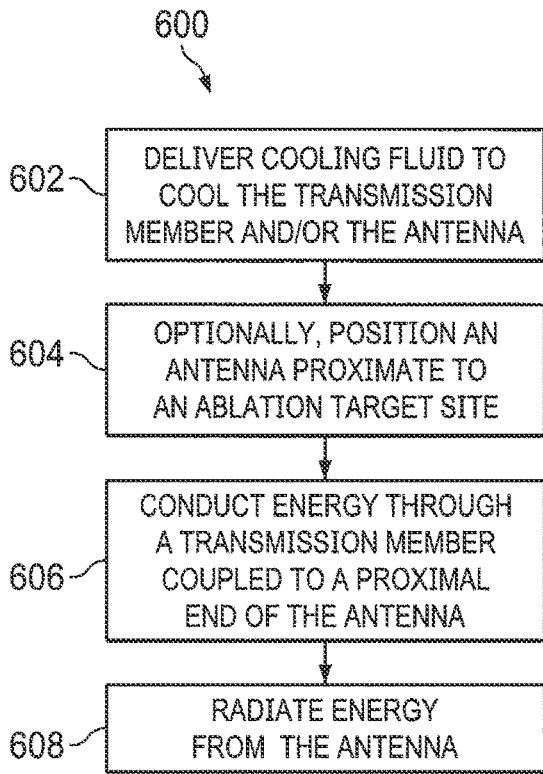 600
602
DELIVER COOLING FLUID TO
COOL THE TRANSMISSION
MEMBER AND/OR THE ANTENNA
604
OPTIONALLY, POSITION AN
ANTENNA PROXIMATE TO
AN ABLATION TARGET SITE
606
CONDUCT ENERGY THROUGH
A TRANSMISSION MEMBER
COUPLED TO A PROXIMAL
END OF THE ANTENNA
608
RADIATE ENERGY
FROM THE ANTENNA